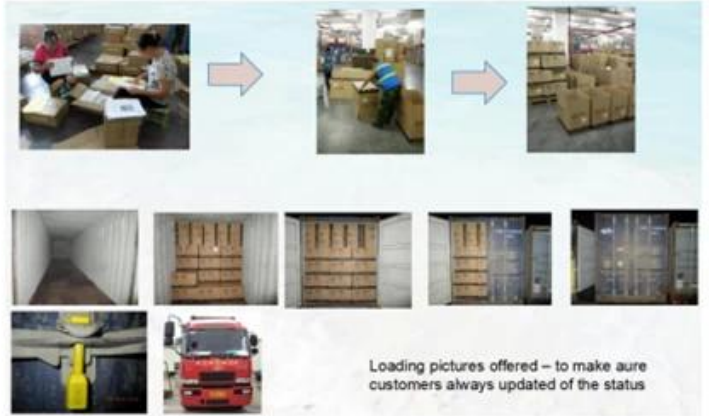 Loading pictures offered – to make aure
customers always updated of the status